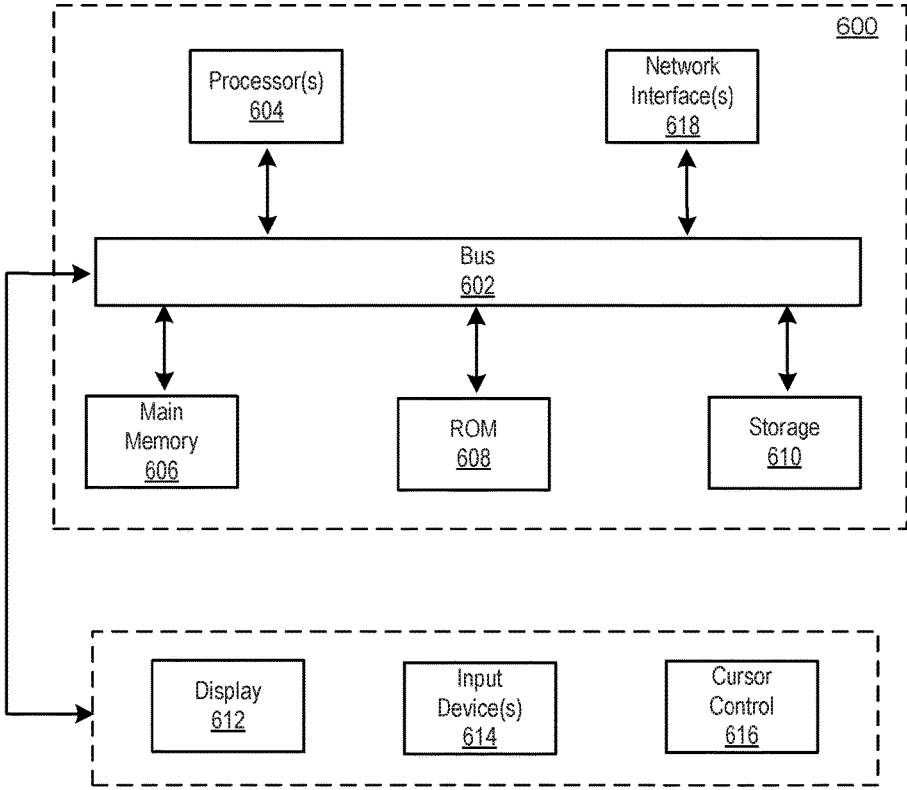 600
Processor(s)
604
Network
Interface(s)
618
Bus
602
Main
Memory
606
ROM
608
Storage
610
Display
612
Input
Device(s)
614
Cursor
Control
616